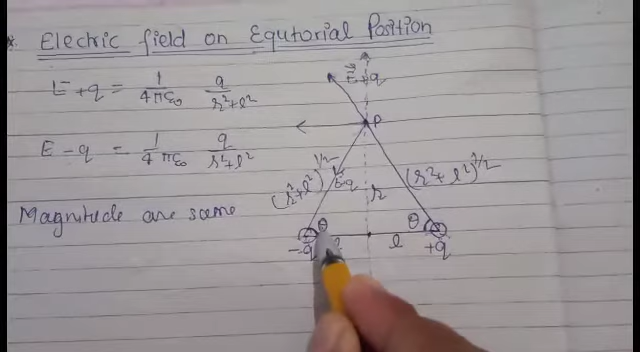 Electric field on Equtorial Position
E+q = 1/4πε₀ q/r²+l²
E-q = 1/4πε₀ q/r²+l²
Magnitude are same
E⃗+q
P
(r²+l²)^1/2
E-q
r
(r²+l²)^1/2
θ
θ
-q
l
+q